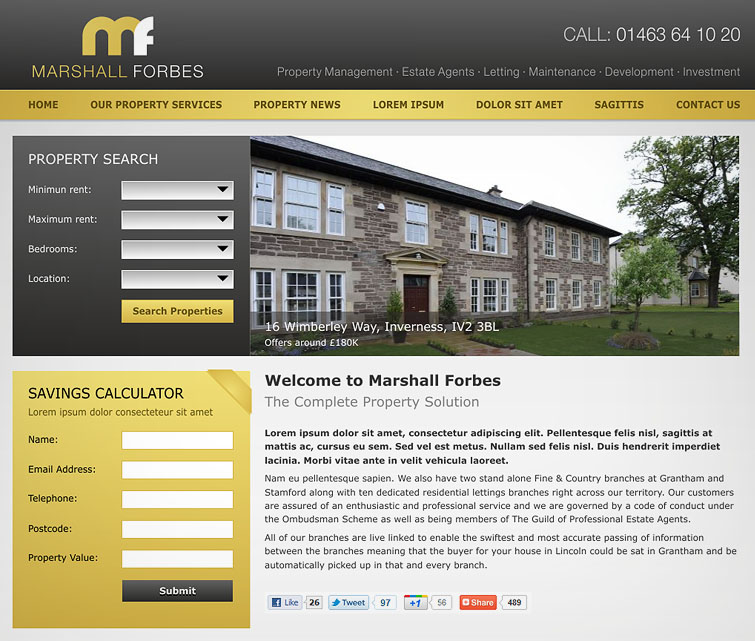 mf
MARSHALL FORBES
CALL: 01463 64 10 20
Property Management · Estate Agents · Letting · Maintenance · Development · Investment
HOME OUR PROPERTY SERVICES PROPERTY NEWS LOREM IPSUM DOLOR SIT AMET SAGITTIS CONTACT US
PROPERTY SEARCH
Minimun rent:
Maximum rent:
Bedrooms:
Location:
Search Properties
16 Wimberley Way, Inverness, IV2 3BL
Offers around £180K
SAVINGS CALCULATOR
Lorem ipsum dolor consecteteur sit amet
Name:
Email Address:
Telephone:
Postcode:
Property Value:
Submit
Welcome to Marshall Forbes
The Complete Property Solution
Lorem ipsum dolor sit amet, consectetur adipiscing elit. Pellentesque felis nisl, sagittis at
mattis ac, cursus eu sem. Sed vel est metus. Nullam sed felis nisl. Duis hendrerit imperdiet
lacinia. Morbi vitae ante in velit vehicula laoreet.
Nam eu pellentesque sapien. We also have two stand alone Fine & Country branches at Grantham and
Stamford along with ten dedicated residential lettings branches right across our territory. Our customers
are assured of an enthusiastic and professional service and we are governed by a code of conduct under
the Ombudsman Scheme as well as being members of The Guild of Professional Estate Agents.
All of our branches are live linked to enable the swiftest and most accurate passing of information
between the branches meaning that the buyer for your house in Lincoln could be sat in Grantham and be
automatically picked up in that and every branch.
Like 26 Tweet 97 +1 56 Share 489